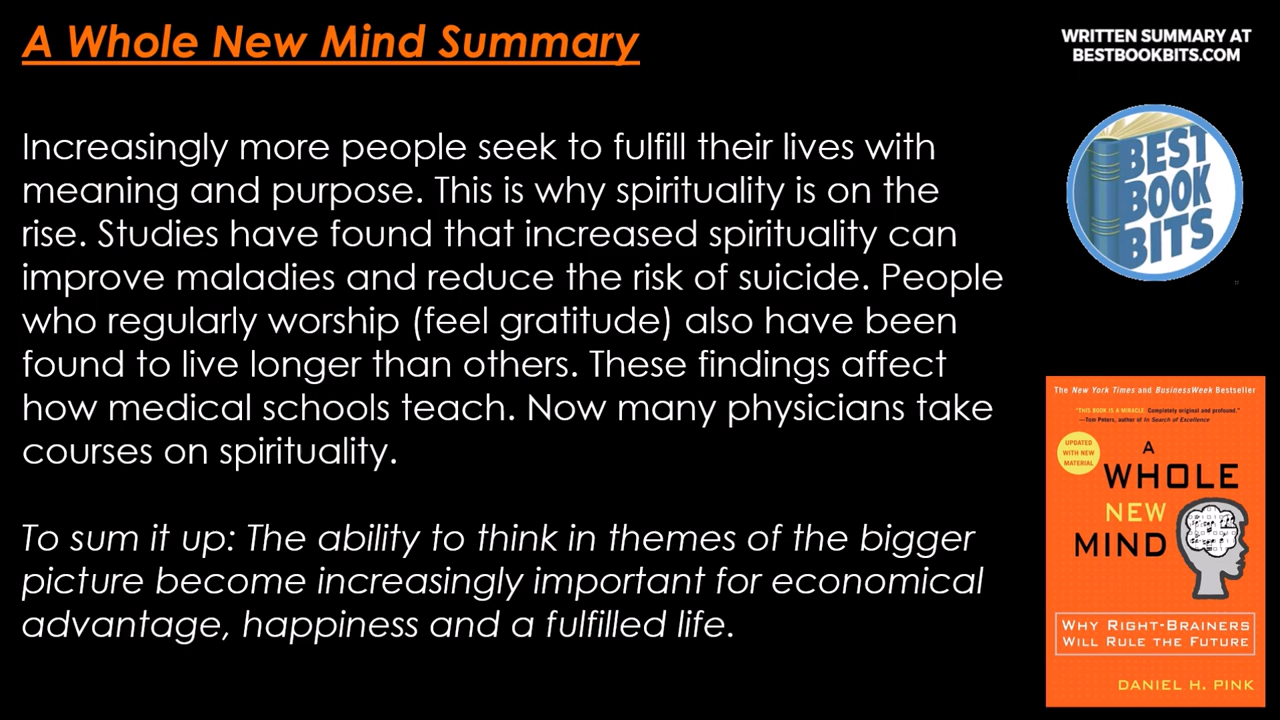 A Whole New Mind Summary
WRITTEN SUMMARY AT
BESTBOOKBITS.COM
Increasingly more people seek to fulfill their lives with
meaning and purpose. This is why spirituality is on the
rise. Studies have found that increased spirituality can
improve maladies and reduce the risk of suicide. People
who regularly worship (feel gratitude) also have been
found to live longer than others. These findings affect
how medical schools teach. Now many physicians take
courses on spirituality.
To sum it up: The ability to think in themes of the bigger
picture become increasingly important for economical
advantage, happiness and a fulfilled life.
BEST
BOOK
BITS
The New York Times and BusinessWeek Bestseller
"THIS BOOK IS A MIRACLE. Completely original and profound."
—Tom Peters, author of In Search of Excellence
UPDATED
WITH NEW
MATERIAL
A
WHOLE
NEW
MIND
WHY RIGHT-BRAINERS
WILL RULE THE FUTURE
DANIEL H. PINK